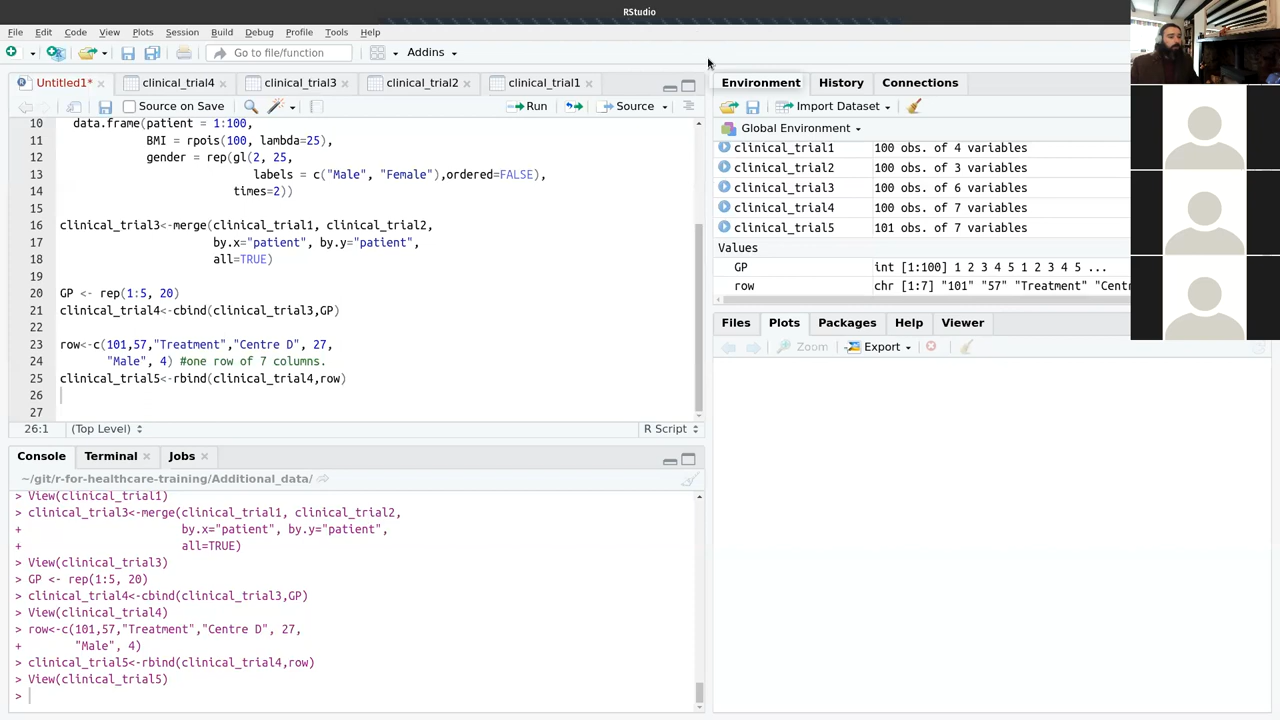 RStudio
File Edit Code View Plots Session Build Debug Profile Tools Help
Go to file/function Addins
Untitled1* clinical_trial4 clinical_trial3 clinical_trial2 clinical_trial1
Source on Save Run Source
10 data.frame(patient = 1:100,
11 BMI = rpois(100, lambda=25),
12 gender = rep(gl(2, 25,
13 labels = c("Male", "Female"),ordered=FALSE),
14 times=2))
15
16 clinical_trial3<-merge(clinical_trial1, clinical_trial2,
17 by.x="patient", by.y="patient",
18 all=TRUE)
19
20 GP <- rep(1:5, 20)
21 clinical_trial4<-cbind(clinical_trial3,GP)
22
23 row<-c(101,57,"Treatment","Centre D", 27,
24 "Male", 4) #one row of 7 columns.
25 clinical_trial5<-rbind(clinical_trial4,row)
26
27
26:1 (Top Level) R Script
Console Terminal Jobs
~/git/r-for-healthcare-training/Additional_data/
> View(clinical_trial1)
> clinical_trial3<-merge(clinical_trial1, clinical_trial2,
+ by.x="patient", by.y="patient",
+ all=TRUE)
> View(clinical_trial3)
> GP <- rep(1:5, 20)
> clinical_trial4<-cbind(clinical_trial3,GP)
> View(clinical_trial4)
> row<-c(101,57,"Treatment","Centre D", 27,
+ "Male", 4)
> clinical_trial5<-rbind(clinical_trial4,row)
> View(clinical_trial5)
>
Environment History Connections
Import Dataset
Global Environment
clinical_trial1 100 obs. of 4 variables
clinical_trial2 100 obs. of 3 variables
clinical_trial3 100 obs. of 6 variables
clinical_trial4 100 obs. of 7 variables
clinical_trial5 101 obs. of 7 variables
Values
GP int [1:100] 1 2 3 4 5 1 2 3 4 5 ...
row chr [1:7] "101" "57" "Treatment" "Centr
Files Plots Packages Help Viewer
Zoom Export